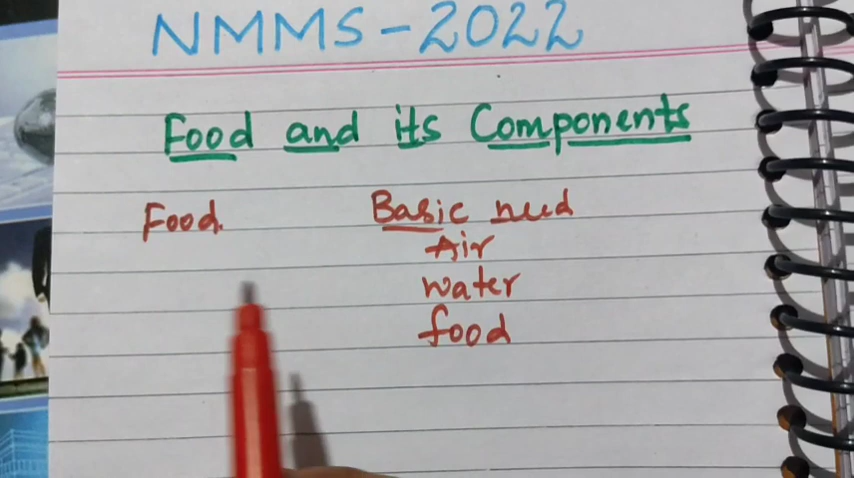 NMMS-2022
Food and its Components
Food. Basic need
Air
water
food